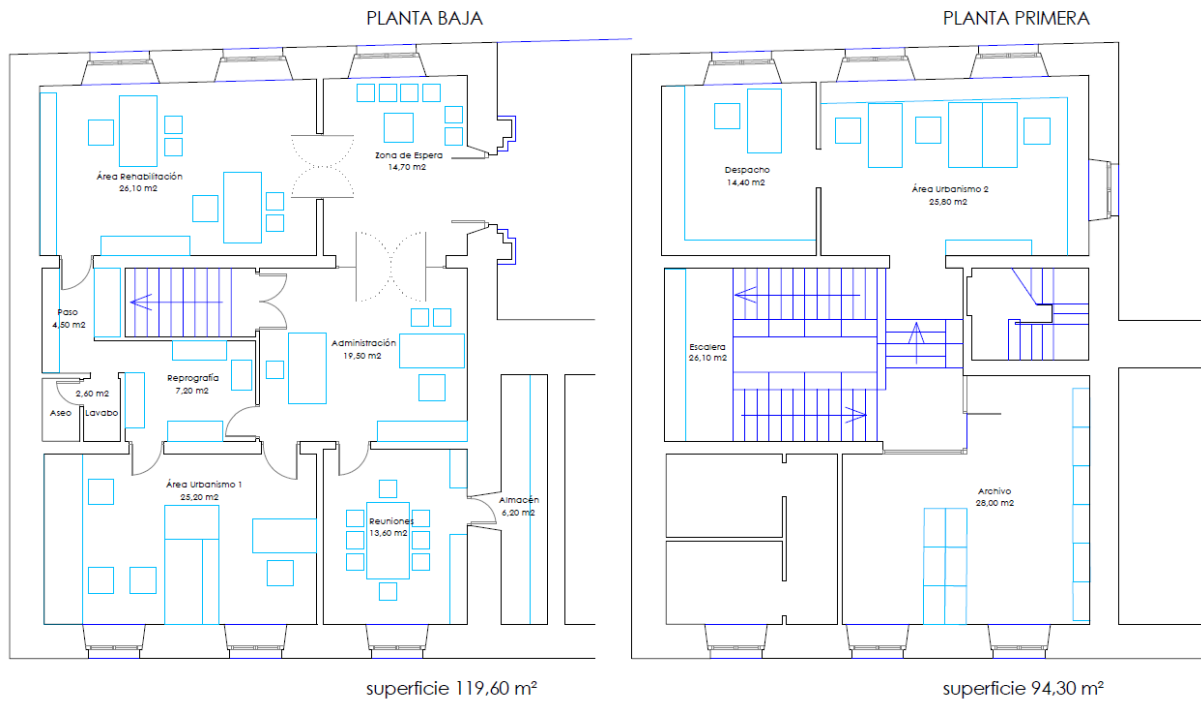 PLANTA BAJA
PLANTA PRIMERA
Área Rehabilitación
26,10 m2
Zona de Espera
14,70 m2
Paso
4,50 m2
Administración
19,50 m2
Reprografía
7,20 m2
2,60 m2
Aseo
Lavabo
Área Urbanismo 1
25,20 m2
Reuniones
13,60 m2
Almacén
6,20 m2
superficie 119,60 m²
Despacho
14,40 m2
Área Urbanismo 2
25,80 m2
Escalera
26,10 m2
Archivo
28,00 m2
superficie 94,30 m²